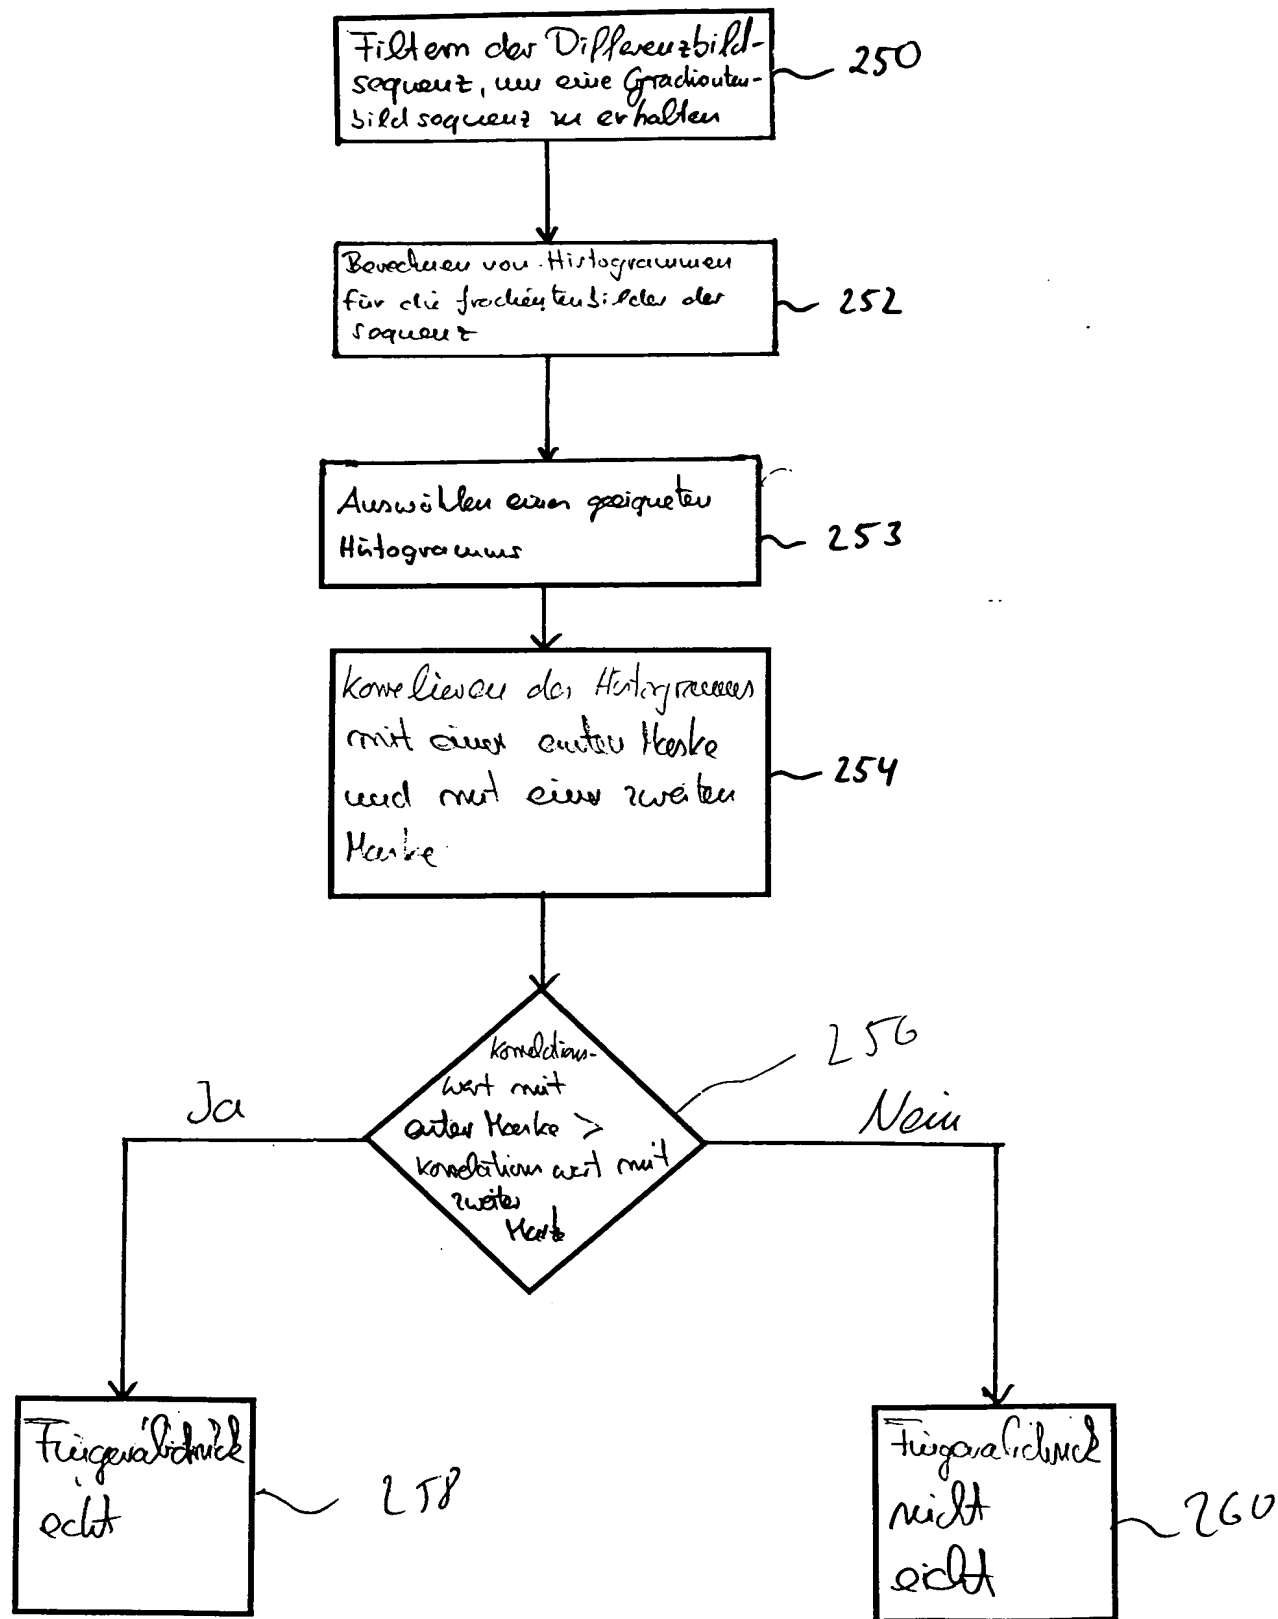 Filtern der Differenzbild-
sequenz, um eine Gradienten-
bildsequenz zu erhalten
250
Berechnen von Histogrammen
für die Gradientenbilder der
Sequenz
252
Auswählen eines geeigneten
Histogramms
253
Korrelieren des Histogramms
mit einer ersten Maske
und mit einer zweiten
Maske
254
Korrelations-
wert mit
erster Maske >
Korrelationswert mit
zweiter
Maske
256
Ja
Nein
Fingerabdruck
echt
258
Fingerabdruck
nicht
echt
260